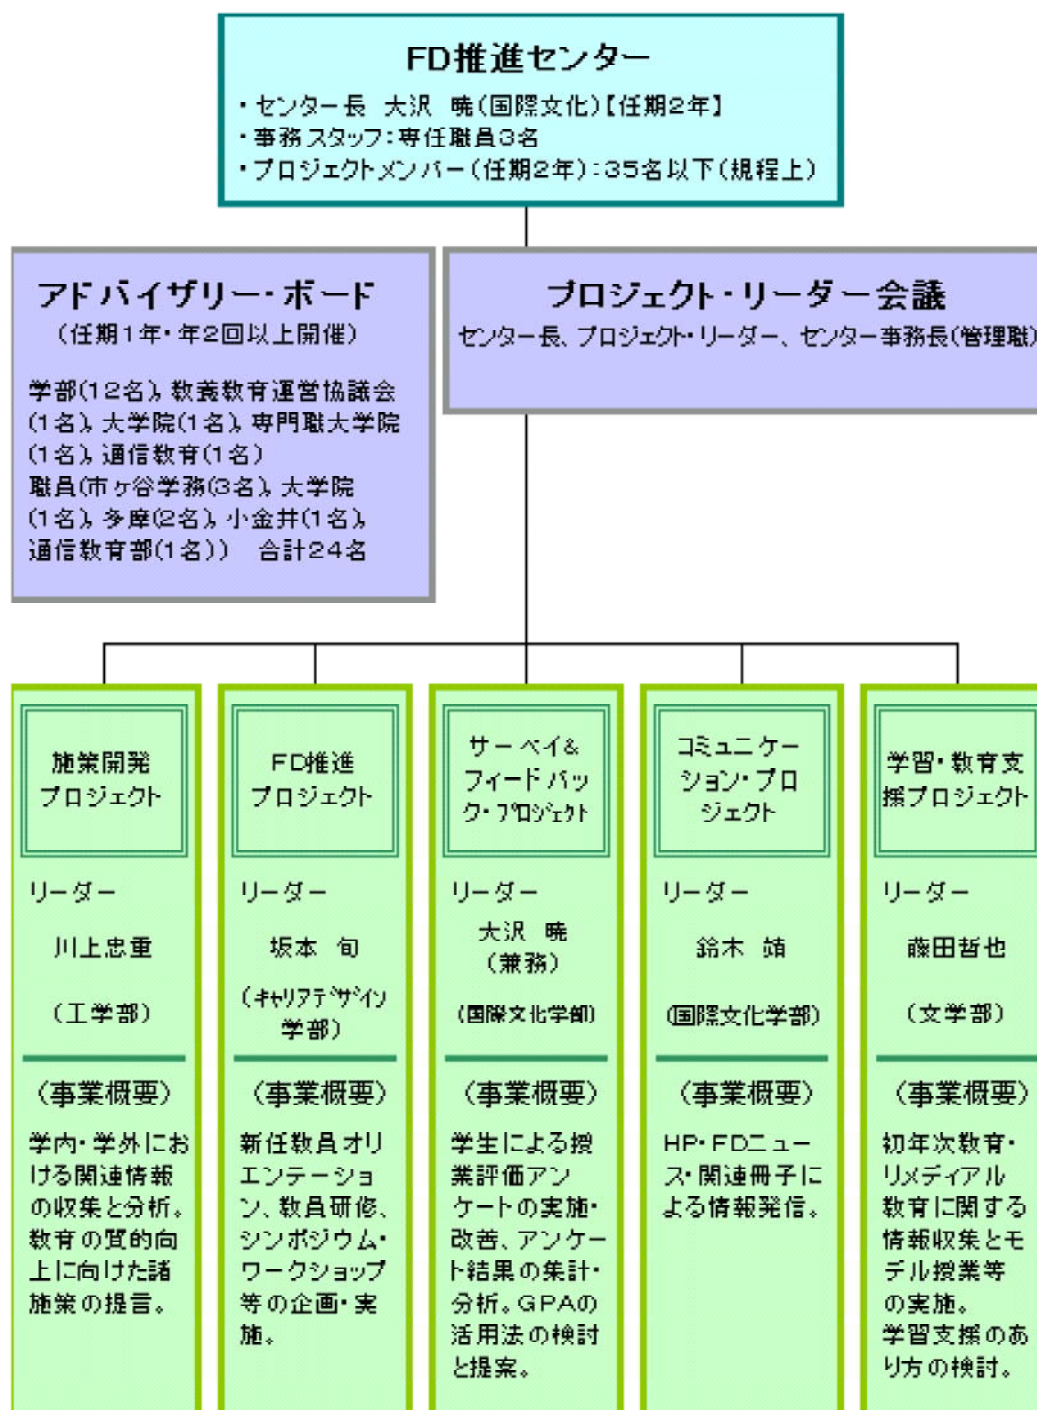 FD推進センター
・センター長　大沢　暁(国際文化)【任期2年】
・事務スタッフ:専任職員3名
・プロジェクトメンバー(任期2年):35名以下(規程上)
アドバイザリー・ボード
(任期1年・年2回以上開催)
学部(12名)、教養教育運営協議会
(1名)、大学院(1名)、専門職大学院
(1名)、通信教育(1名)
職員(市ヶ谷学務(3名)、大学院
(1名)、多摩(2名)、小金井(1名)、
通信教育部(1名))　合計24名
プロジェクト・リーダー会議
センター長、プロジェクト・リーダー、センター事務長(管理職)
施策開発
プロジェクト
リーダー
川上忠重
(工学部)
(事業概要)
学内・学外にお
ける関連情報
の収集と分析。
教育の質的向
上に向けた諸
施策の提言。
FD推進
プロジェクト
リーダー
坂本　旬
(キャリアデザイン
学部)
(事業概要)
新任教員オリ
エンテーショ
ン、教員研修、
シンポジウム・
ワークショップ
等の企画・実
施。
サーベイ&
フィードバッ
ク・プロジェクト
リーダー
大沢　暁
(兼務)
(国際文化学部)
(事業概要)
学生による授
業評価アン
ケートの実施・
改善、アンケー
ト結果の集計・
分析。GPAの
活用法の検討
と提案。
コミュニケー
ション・プロ
ジェクト
リーダー
鈴木　靖
(国際文化学部)
(事業概要)
HP・FDニュー
ス・関連冊子に
よる情報発信。
学習・教育支
援プロジェクト
リーダー
藤田哲也
(文学部)
(事業概要)
初年次教育・
リメディアル
教育に関する
情報収集とモ
デル授業等
の実施。
学習支援のあ
り方の検討。